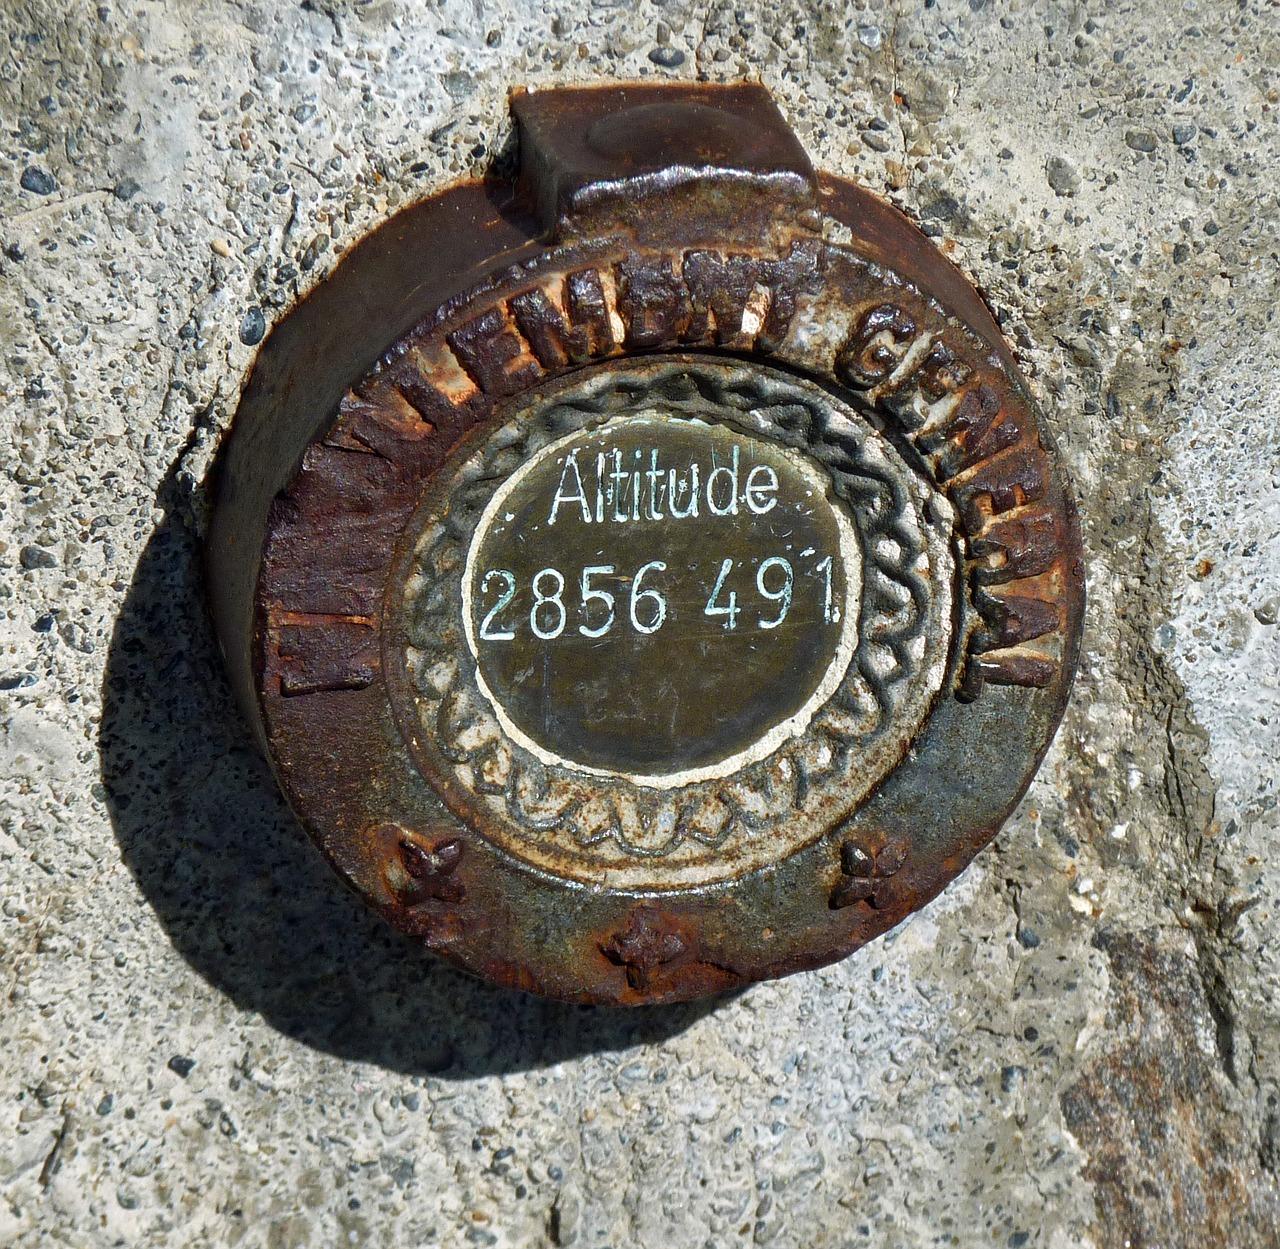 NIVELLEMENT GENERAL
Altitude
2856 491